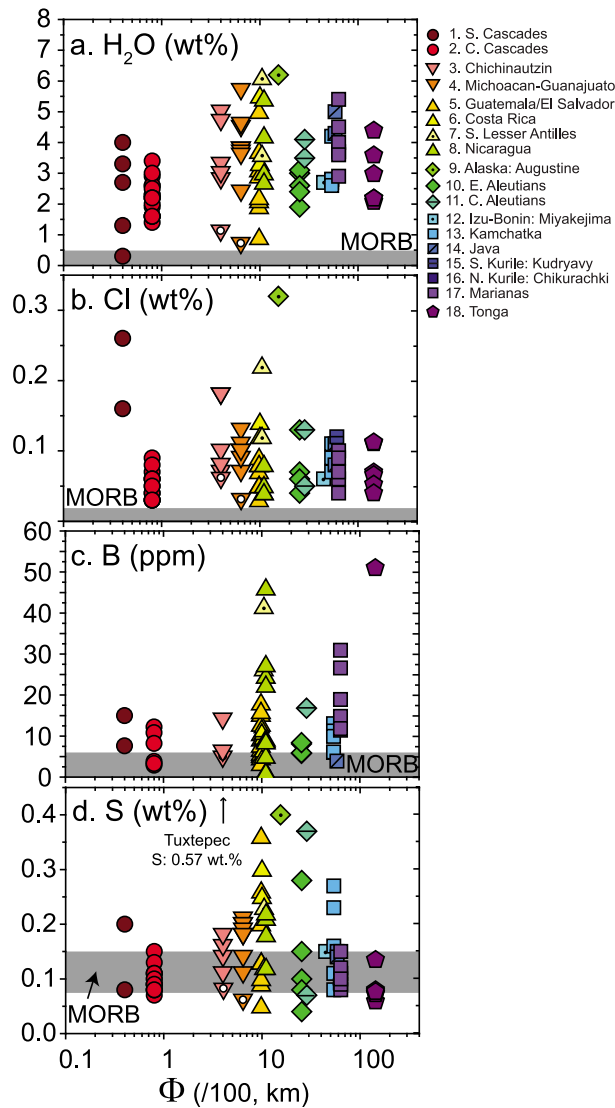 a. H₂O (wt%)
8
7
6
5
4
3
2
1
0
MORB
b. Cl (wt%)
0.3
0.2
0.1
MORB
c. B (ppm)
60
50
40
30
20
10
0
MORB
d. S (wt%) ↑
Tuxtepec
S: 0.57 wt.%
0.4
0.3
0.2
0.1
0.0
MORB
0.1 1 10 100
Φ (/100, km)
1. S. Cascades
2. C. Cascades
3. Chichinautzin
4. Michoacan-Guanajuato
5. Guatemala/El Salvador
6. Costa Rica
7. S. Lesser Antilles
8. Nicaragua
9. Alaska: Augustine
10. E. Aleutians
11. C. Aleutians
12. Izu-Bonin: Miyakejima
13. Kamchatka
14. Java
15. S. Kurile: Kudryavy
16. N. Kurile: Chikurachki
17. Marianas
18. Tonga